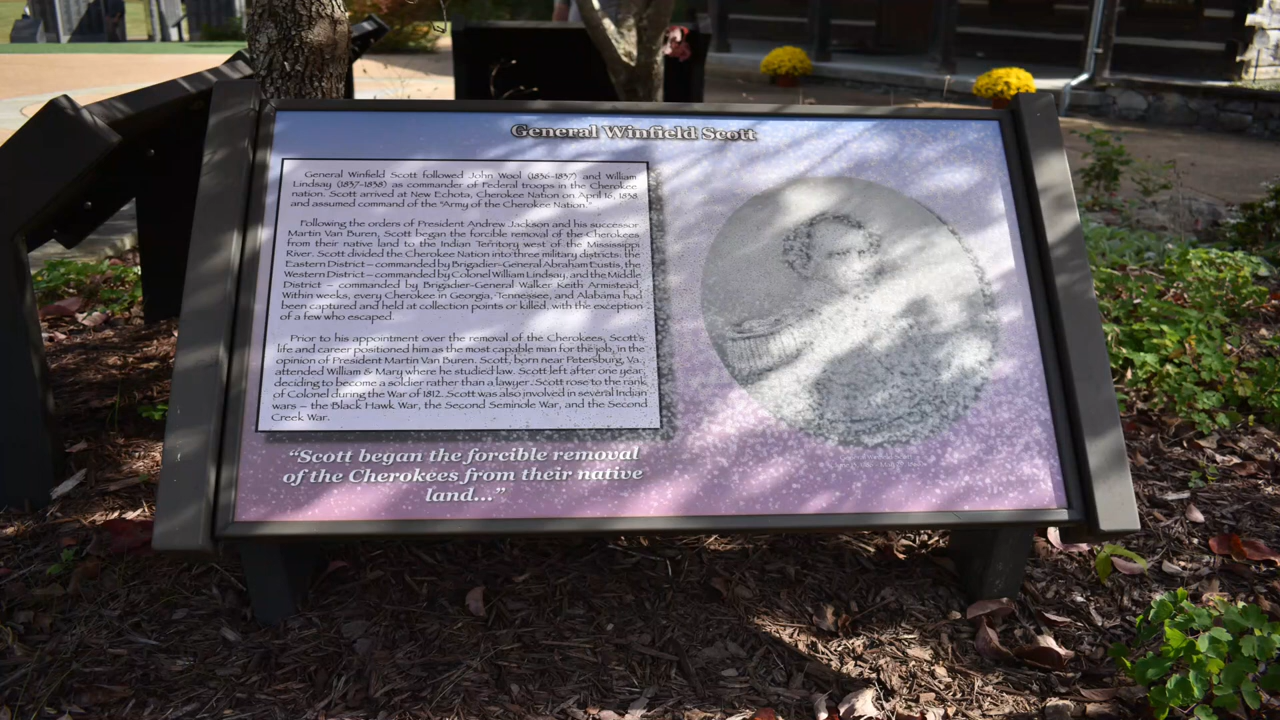 General Winfield Scott
General Winfield Scott followed John Wool (1836-1837) and William
Lindsay (1837-1838) as commander of Federal troops in the Cherokee
nation. Scott arrived at New Echota, Cherokee Nation on April 16, 1838
and assumed command of the "Army of the Cherokee Nation."
Following the orders of President Andrew Jackson and his successor
Martin Van Buren, Scott began the forcible removal of the Cherokees
from their native land to the Indian Territory west of the Mississippi
River. Scott divided the Cherokee Nation into three military districts: the
Eastern District – commanded by Brigadier-General Abraham Eustis, the
Western District – commanded by Colonel William Lindsay, and the Middle
District – commanded by Brigadier-General Walker Keith Armistead.
Within weeks, every Cherokee in Georgia, Tennessee, and Alabama had
been captured and held at collection points or killed, with the exception
of a few who escaped.
Prior to his appointment over the removal of the Cherokees, Scott's
life and career positioned him as the most capable man for the job, in the
opinion of President Martin Van Buren. Scott, born near Petersburg, Va.,
attended William & Mary where he studied law. Scott left after one year,
deciding to become a soldier rather than a lawyer. Scott rose to the rank
of Colonel during the War of 1812. Scott was also involved in several Indian
wars – the Black Hawk War, the Second Seminole War, and the Second
Creek War.
"Scott began the forcible removal
of the Cherokees from their native
land..."